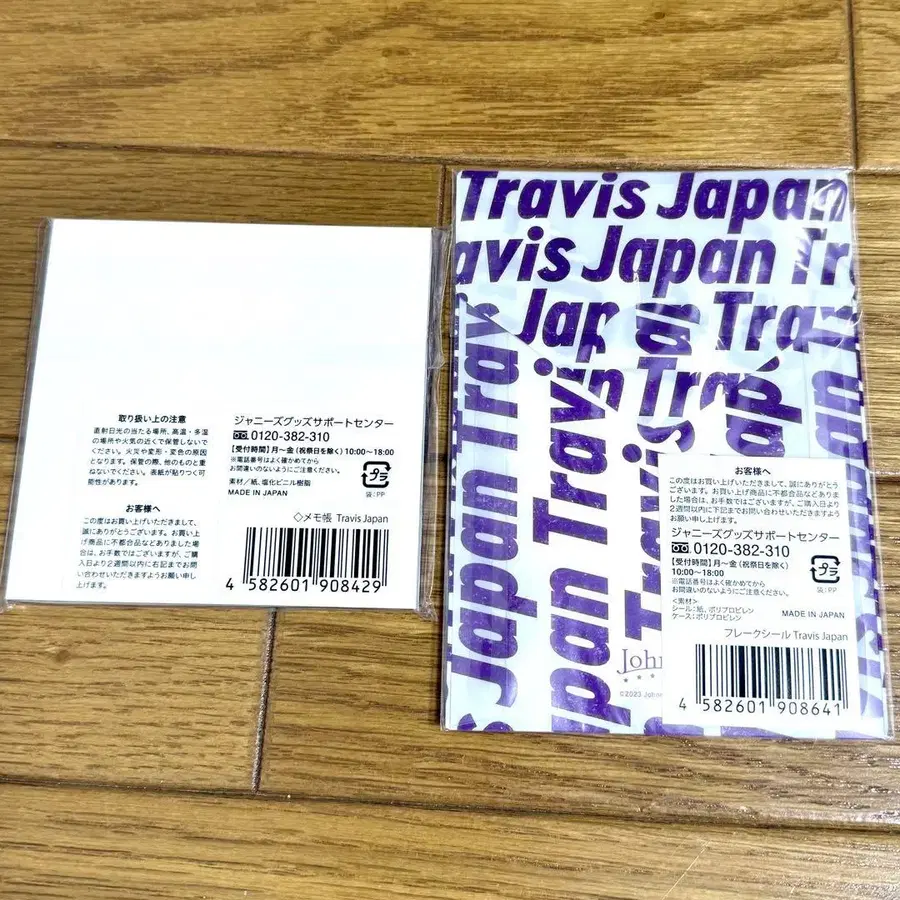 取り扱い上の注意
直射日光の当たる場所、高温・多湿
の場所や火気の近くで保管しないで
ください。火災や変形・変色の原因
となります。保管の際、他のものと重
ねないでください。表紙が貼りつく可
能性があります。
お客様へ
この度はお買い上げいただきまして、
誠にありがとうございます。お買い上
げ商品に不都合品などありました
場合は、お手数ではございますが、ご購
入日より2週間以内に右記までお問
い合わせいただきますようお願い申し
上げます。
ジャニーズグッズサポートセンター
0120-382-310
【受付時間】月～金(祝祭日を除く)10:00～18:00
※電話番号はよく確かめてから
お間違いのないようにご注意ください。
素材/紙、塩化ビニル樹脂
MADE IN JAPAN
プラ
袋:PP
◇メモ帳 Travis Japan
4 582601 908429
Travis Japan
avis Japan Tra
Jap
Trav
Travis
Japan Trav
Japan
Travis
Travis
お客様へ
この度はお買い上げいただきまして、誠にありがとう
ございます。お買い上げ商品に不都合品などありまし
た場合は、お手数ではございますが、ご購入日より
2週間以内に下記までお問い合わせいただきますよう
お願い申し上げます。
ジャニーズグッズサポートセンター
0120-382-310
【受付時間】月～金(祝祭日を除く)
10:00～18:00
※電話番号はよく確かめてから
お間違いのないようにご注意ください。
プラ
袋:PP
<素材>
シール:紙、ポリプロピレン
ケース:ポリプロピレン
MADE IN JAPAN
フレークシール Travis Japan
4 582601 908641
John
©2023 John